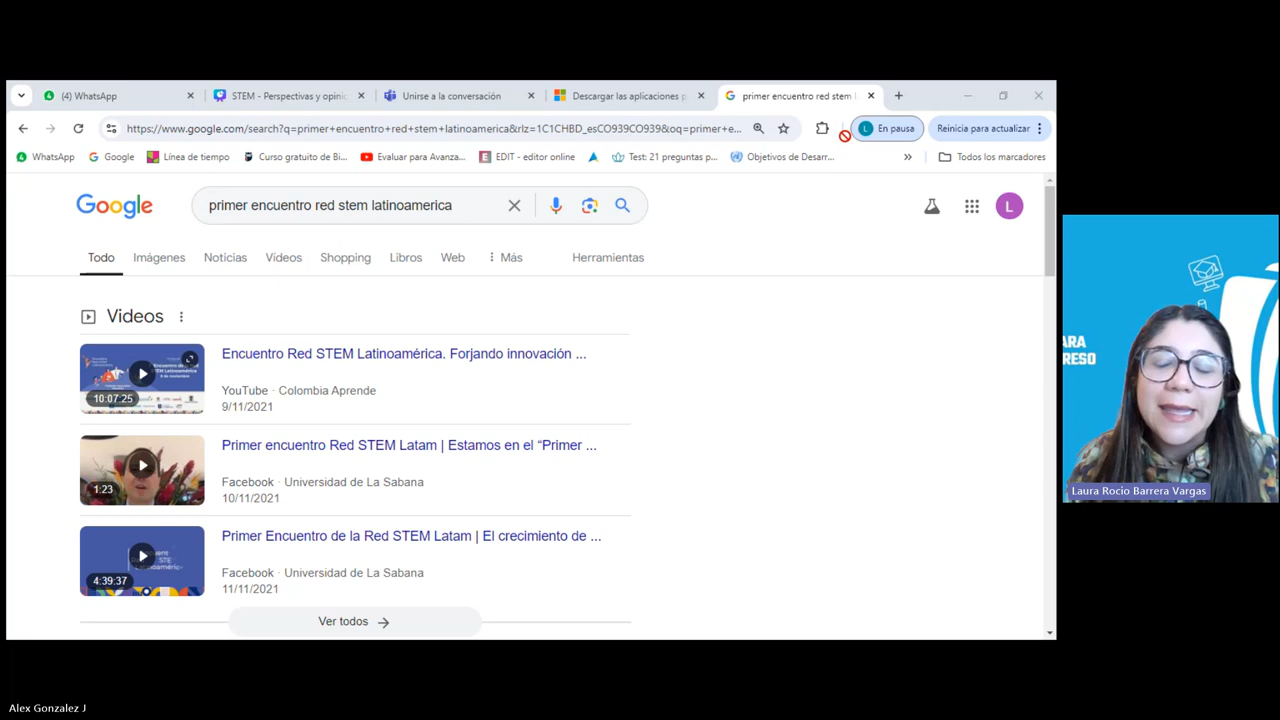 (4) WhatsApp
STEM - Perspectivas y opinic
Unirse a la conversación
Descargar las aplicaciones p
primer encuentro red stem l
https://www.google.com/search?q=primer+encuentro+red+stem+latinoamerica&rlz=1C1CHBD_esCO939CO939&oq=primer+e...
L
En pausa
Reinicia para actualizar
WhatsApp
Google
Línea de tiempo
Curso gratuito de Bi...
Evaluar para Avanza...
EDIT - editor online
Test: 21 preguntas p...
Objetivos de Desarr...
»
Todos los marcadores
Google
primer encuentro red stem latinoamerica
L
Todo
Imágenes
Noticias
Vídeos
Shopping
Libros
Web
Más
Herramientas
Videos
10:07:25
Encuentro Red STEM Latinoamérica. Forjando innovación ...
YouTube · Colombia Aprende
9/11/2021
1:23
Primer encuentro Red STEM Latam | Estamos en el “Primer ...
Facebook · Universidad de La Sabana
10/11/2021
4:39:37
Primer Encuentro de la Red STEM Latam | El crecimiento de ...
Facebook · Universidad de La Sabana
11/11/2021
Ver todos
ARA
RESO
Laura Rocio Barrera Vargas
Alex Gonzalez J